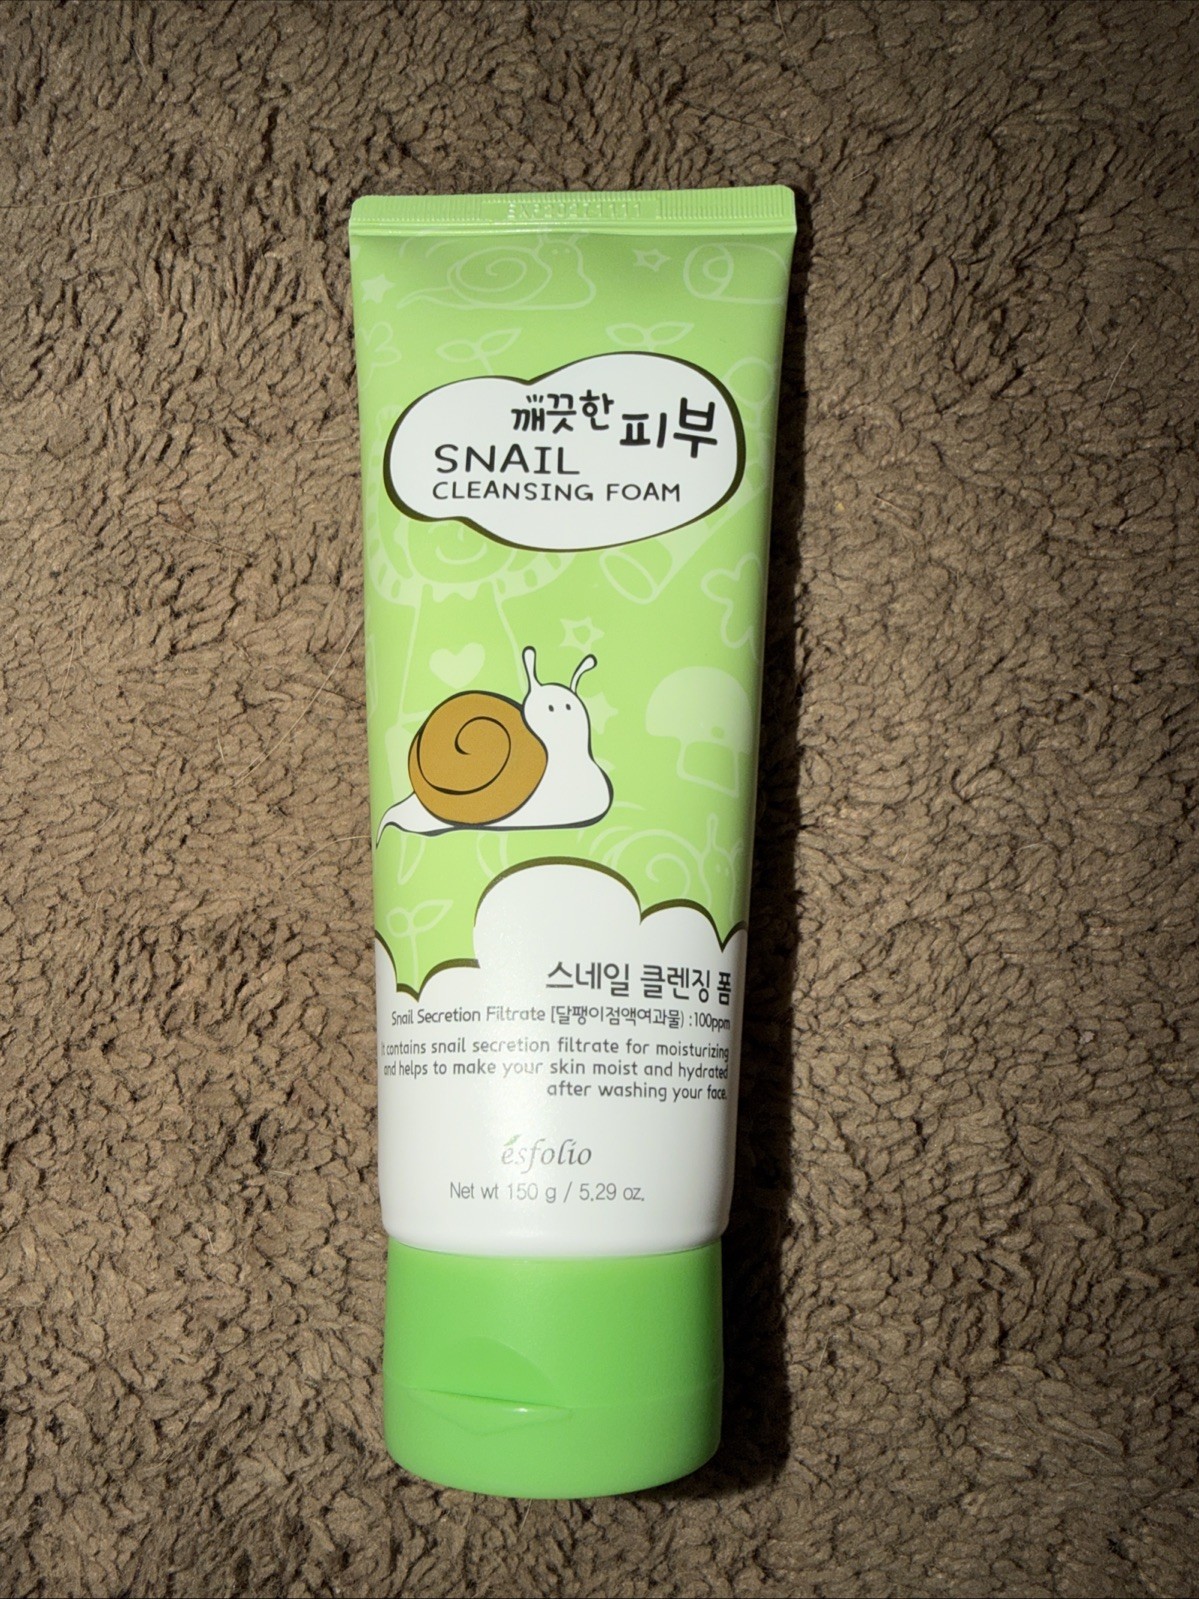 깨끗한 피부
SNAIL
CLEANSING FOAM
스네일 클렌징 폼
Snail Secretion Filtrate [달팽이점액여과물) :100ppm
It contains snail secretion filtrate for moisturizing
and helps to make your skin moist and hydrated
after washing your face.
esfolio
Net wt 150 g / 5.29 oz.